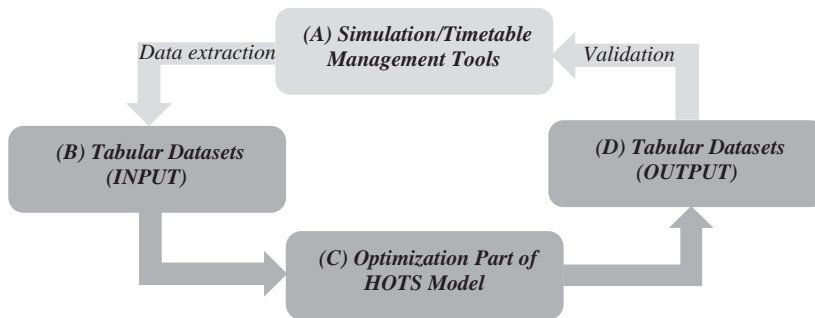 (A) Simulation/Timetable
Management Tools
Data extraction
Validation
(B) Tabular Datasets
(INPUT)
(D) Tabular Datasets
(OUTPUT)
(C) Optimization Part of
HOTS Model